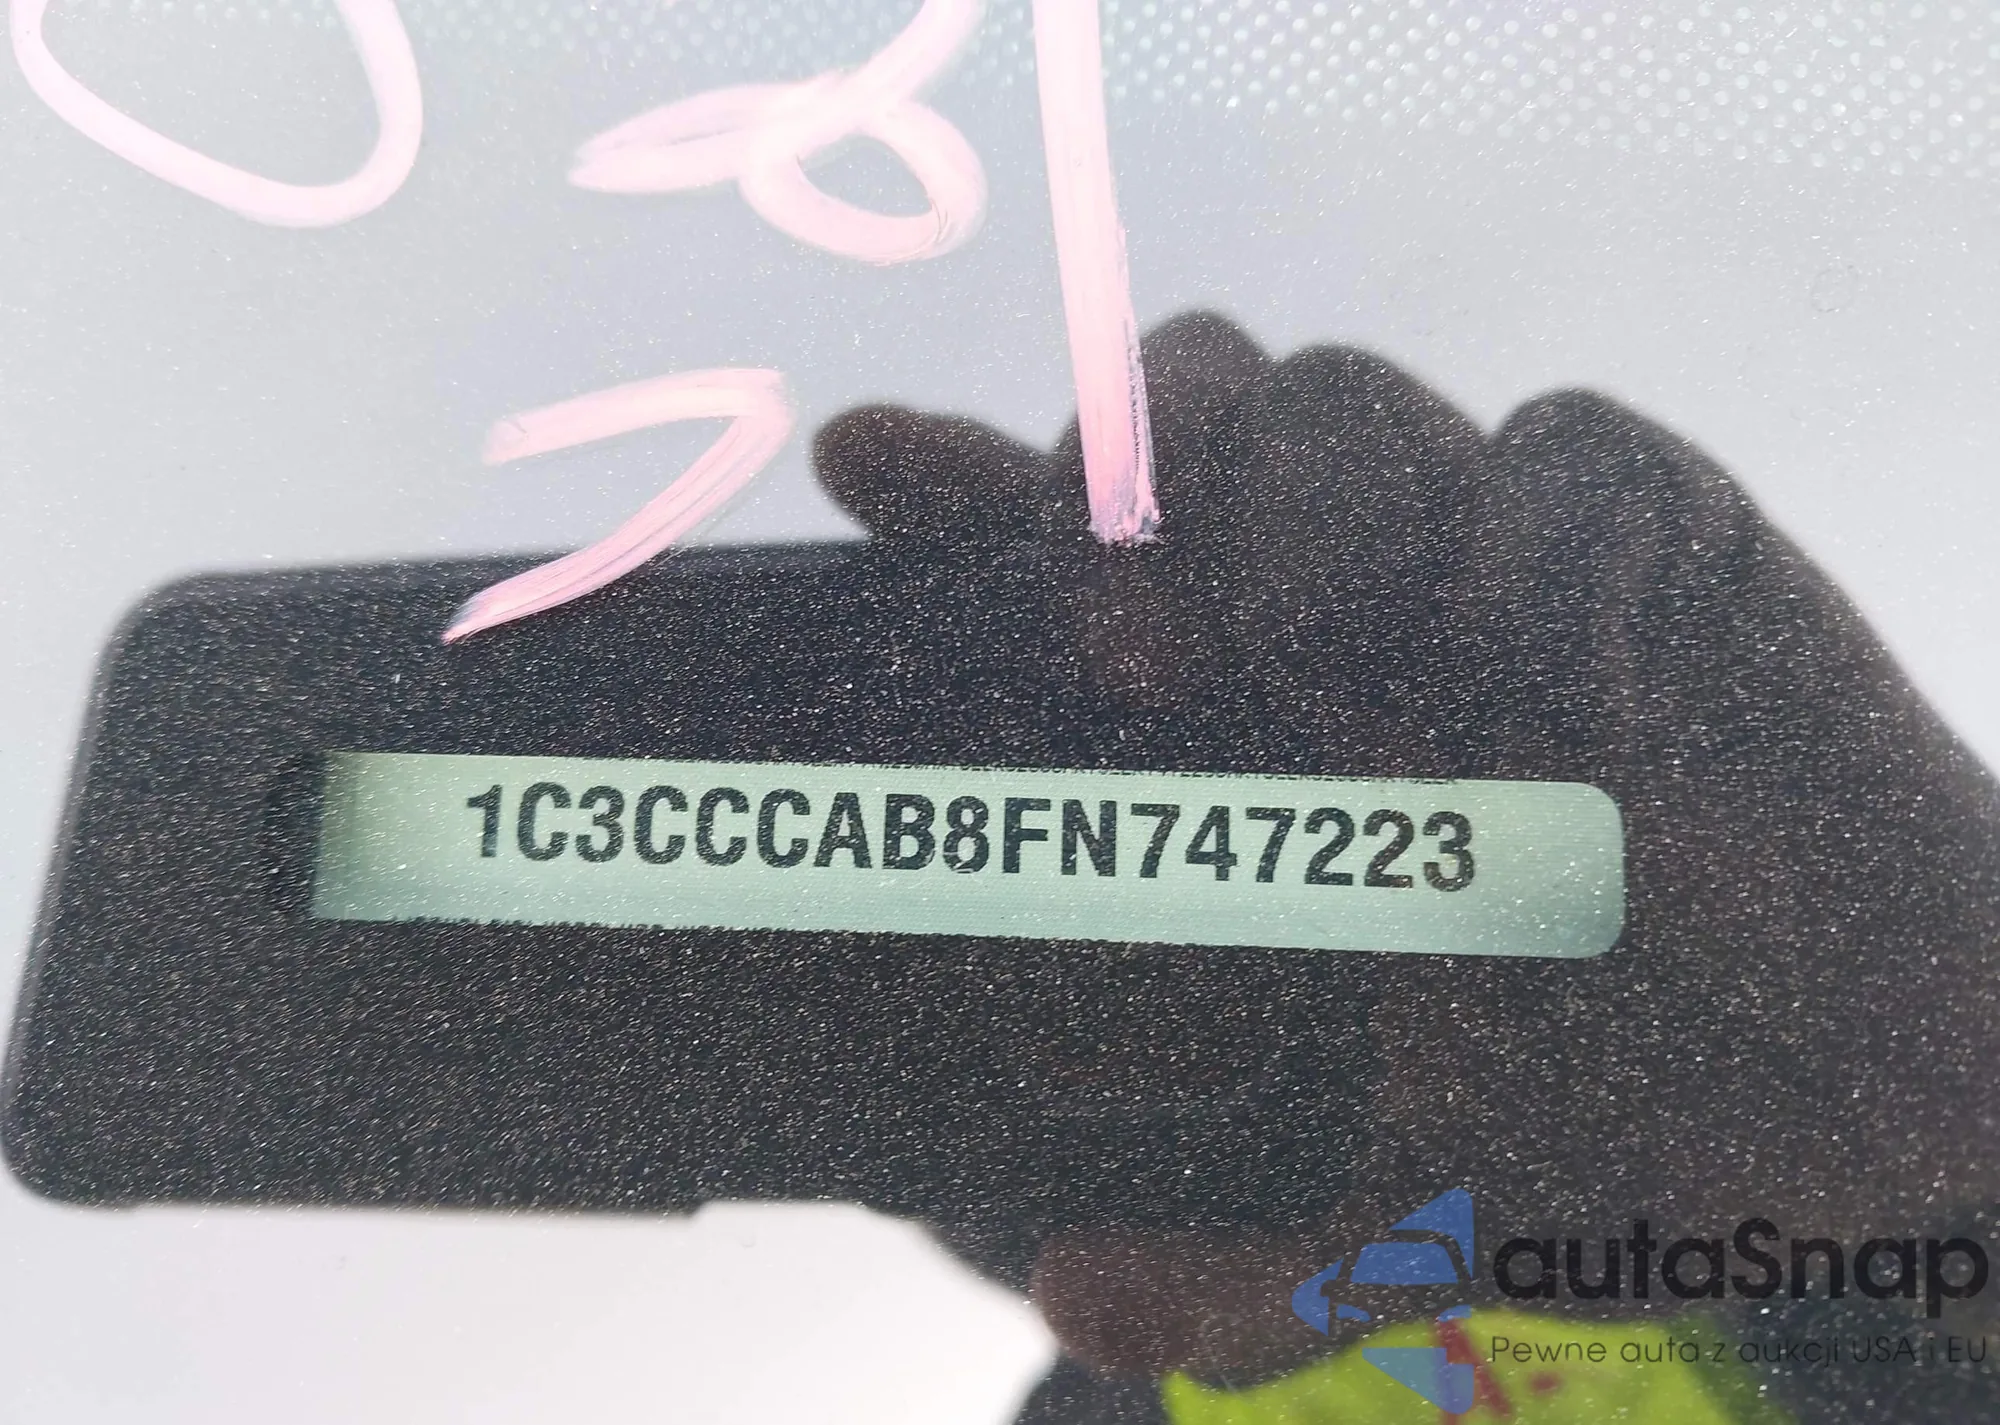 1C3CCCAB8FN747223
autaSnap
Pewne auta z aukcji USA i EU